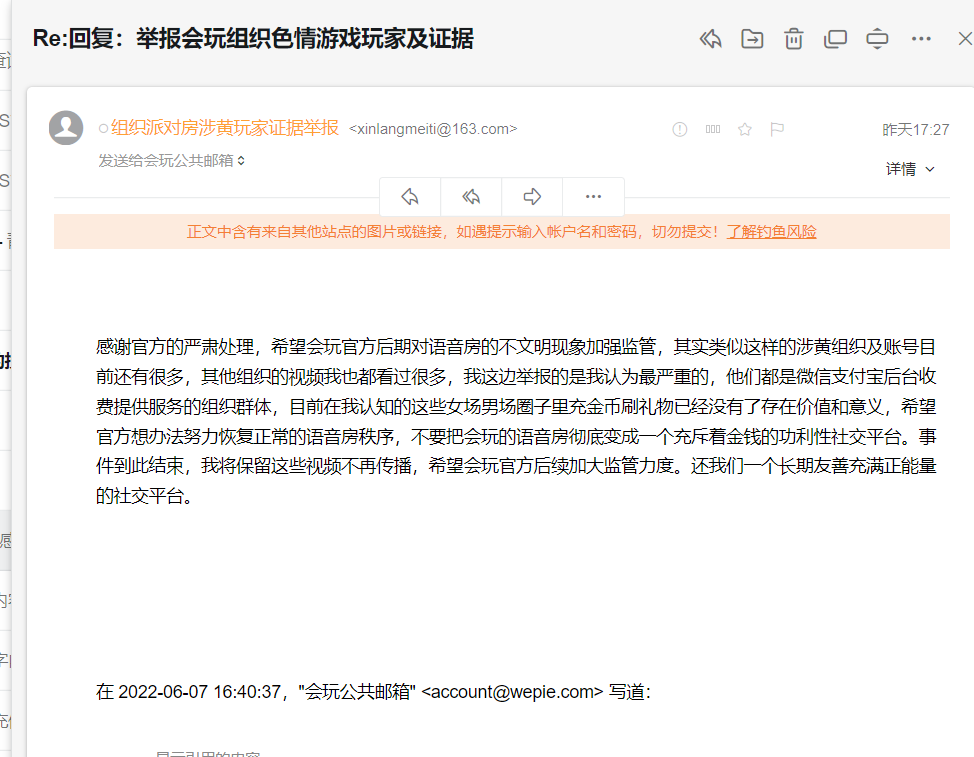 Re:回复：举报会玩组织色情游戏玩家及证据
组织派对房涉黄玩家证据举报 <xinlangmeiti@163.com>
昨天17:27
发送给会玩公共邮箱
详情
正文中含有来自其他站点的图片或链接，如遇提示输入帐户名和密码，切勿提交！了解钓鱼风险
感谢官方的严肃处理，希望会玩官方后期对语音房的不文明现象加强监管，其实类似这样的涉黄组织及账号目
前还有很多，其他组织的视频我也都看过很多，我这边举报的是我认为最严重的，他们都是微信支付宝后台收
费提供服务的组织群体，目前在我认知的这些女场男场圈子里充金币刷礼物已经没有了存在价值和意义，希望
官方想办法努力恢复正常的语音房秩序，不要把会玩的语音房彻底变成一个充斥着金钱的功利性社交平台。事
件到此结束，我将保留这些视频不再传播，希望会玩官方后续加大监管力度。还我们一个长期友善充满正能量
的社交平台。
在 2022-06-07 16:40:37，"会玩公共邮箱" <account@wepie.com> 写道：